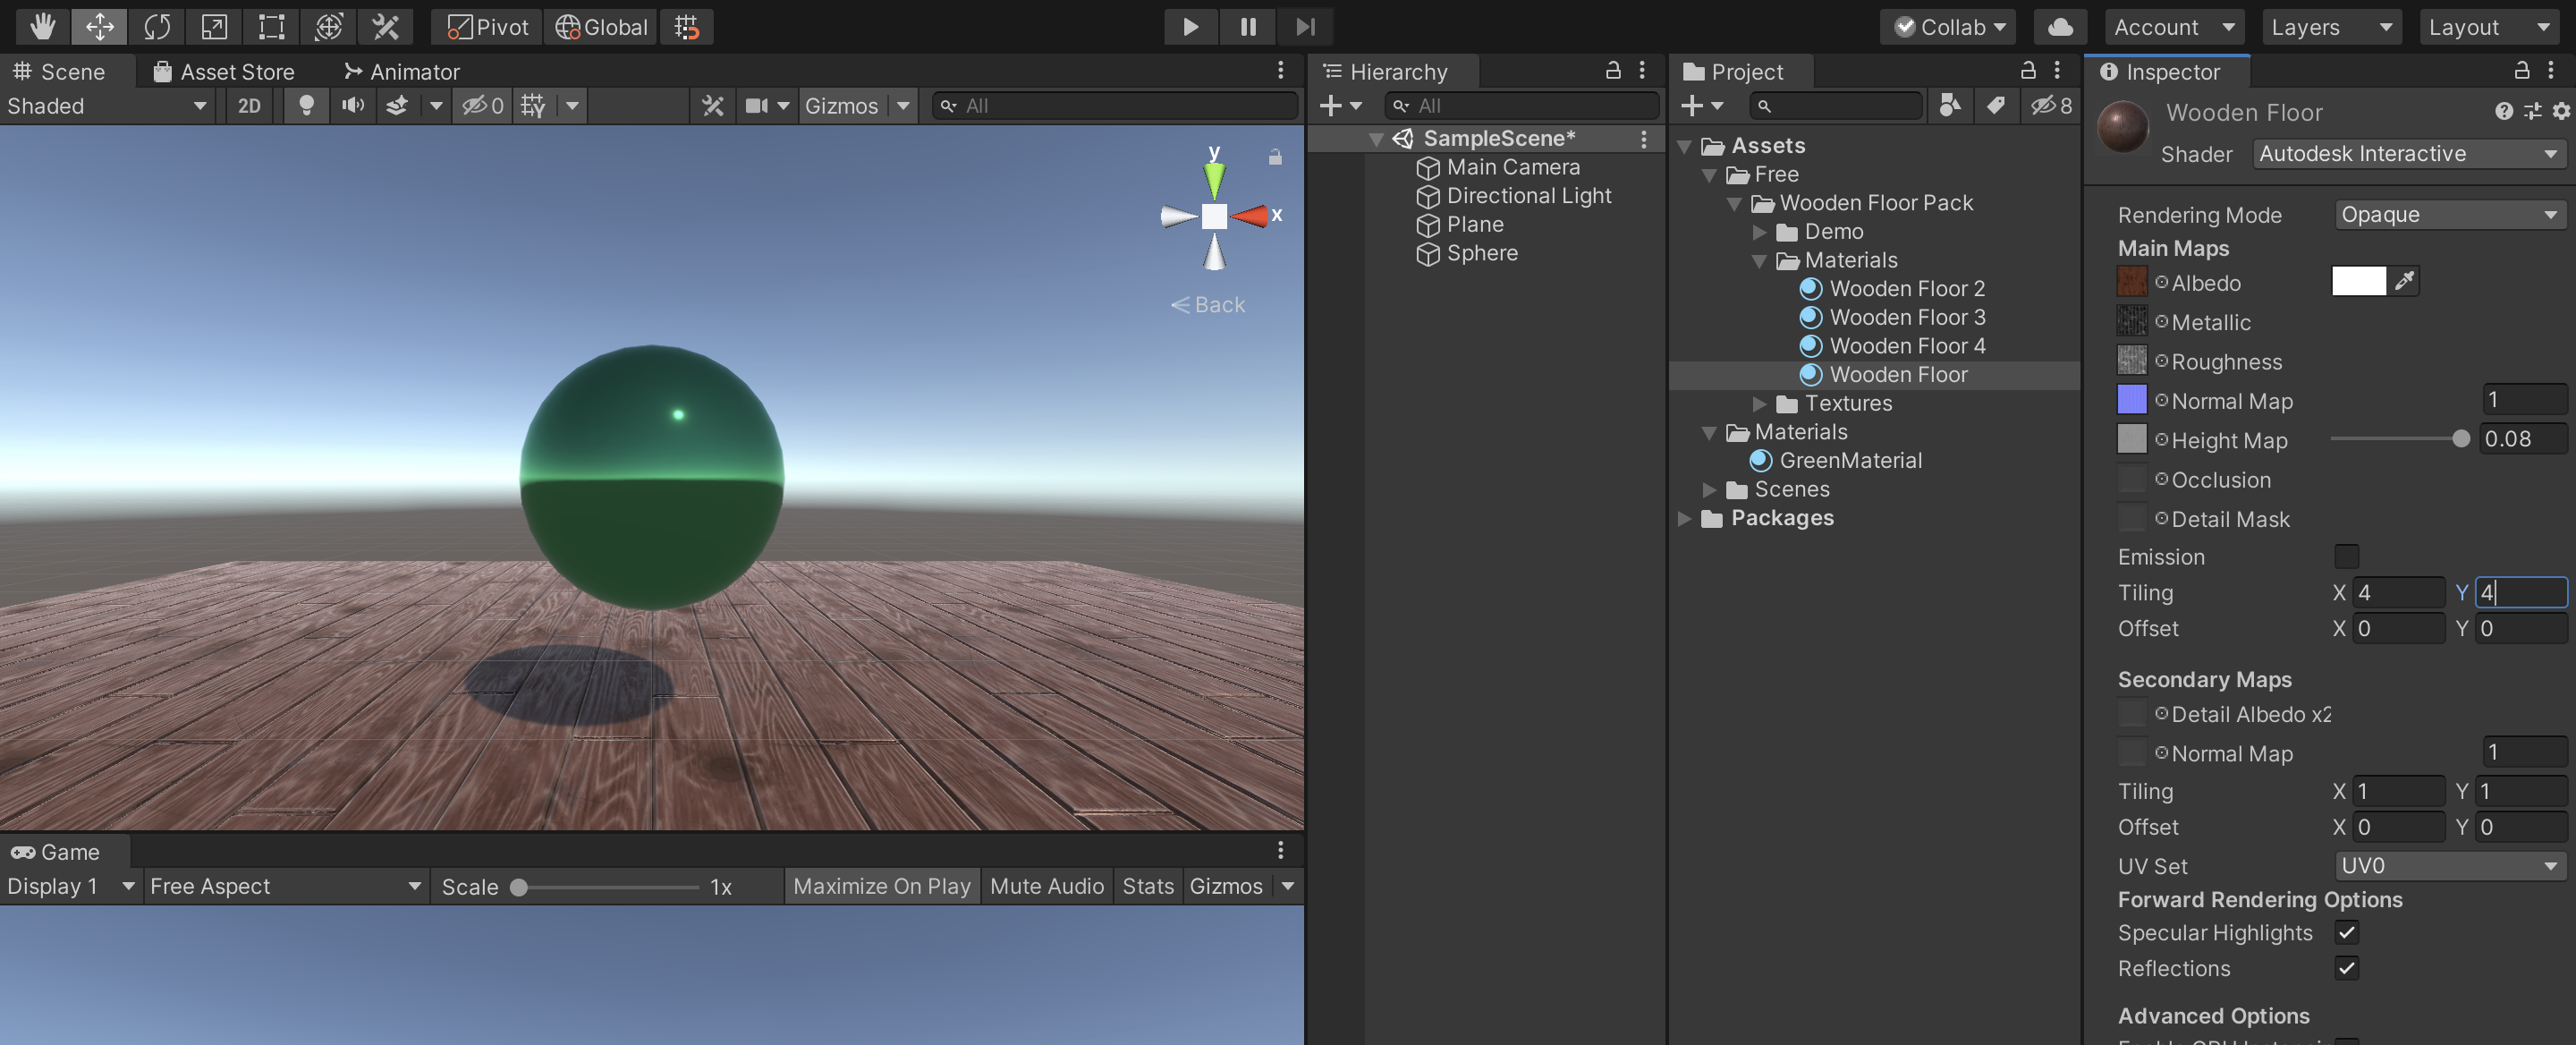 Pivot Global Collab Account Layers Layout
Scene Asset Store Animator
Shaded 2D 0 Gizmos All
y
x
Back
Game
Display 1 Free Aspect Scale 1x Maximize On Play Mute Audio Stats Gizmos
Hierarchy
All
SampleScene*
Main Camera
Directional Light
Plane
Sphere
Project
8
Assets
Free
Wooden Floor Pack
Demo
Materials
Wooden Floor 2
Wooden Floor 3
Wooden Floor 4
Wooden Floor
Textures
Materials
GreenMaterial
Scenes
Packages
Inspector
Wooden Floor
Shader Autodesk Interactive
Rendering Mode Opaque
Main Maps
Albedo
Metallic
Roughness
Normal Map 1
Height Map 0.08
Occlusion
Detail Mask
Emission
Tiling X 4 Y 4
Offset X 0 Y 0
Secondary Maps
Detail Albedo x2
Normal Map 1
Tiling X 1 Y 1
Offset X 0 Y 0
UV Set UV0
Forward Rendering Options
Specular Highlights
Reflections
Advanced Options